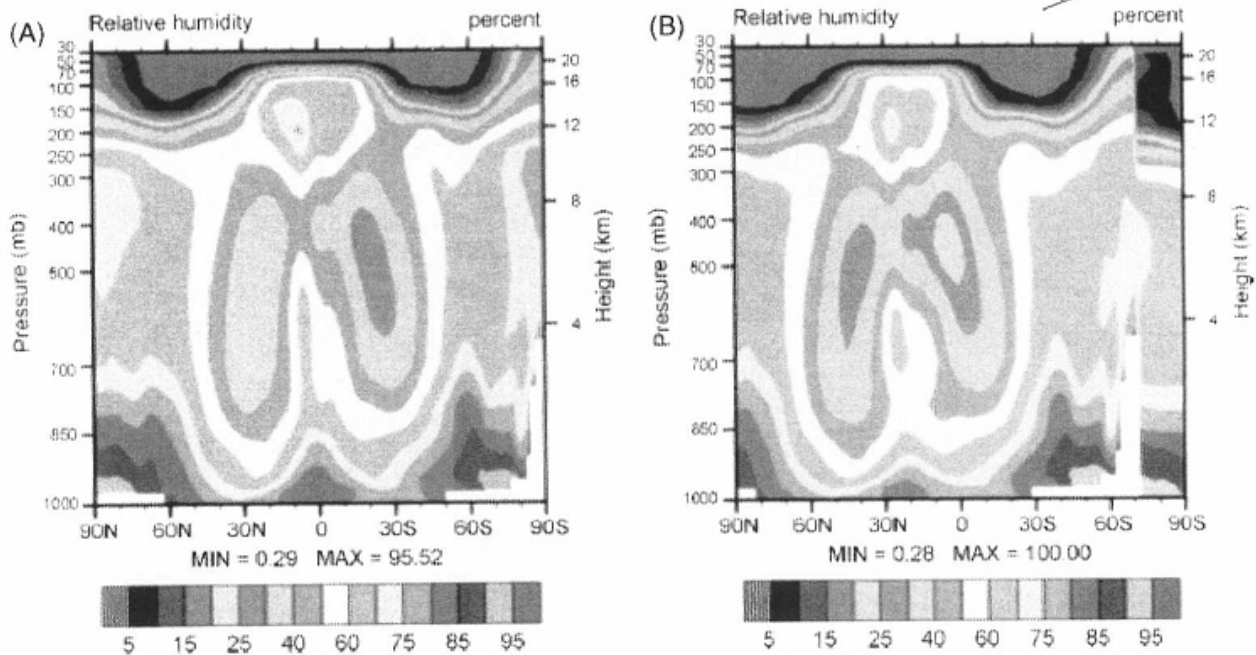 (A)
Relative humidity percent
30
50
70
100
150
200
250
300
400
500
700
850
1000
Pressure (mb)
20
16
12
8
4
Height (km)
90N 60N 30N 0 30S 60S 90S
MIN = 0.29 MAX = 95.52
5 15 25 40 60 75 85 95
(B)
Relative humidity percent
30
50
70
100
150
200
250
300
400
500
700
850
1000
Pressure (mb)
20
16
12
8
4
Height (km)
90N 60N 30N 0 30S 60S 90S
MIN = 0.28 MAX = 100.00
5 15 25 40 60 75 85 95